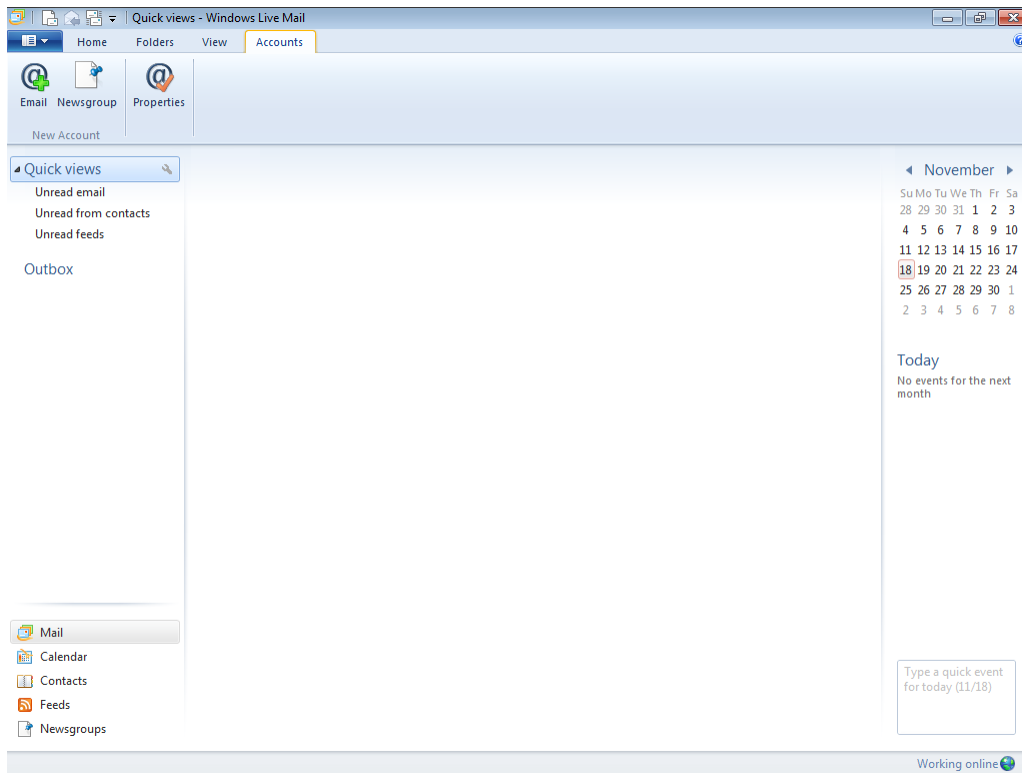 Quick views - Windows Live Mail
Home Folders View Accounts
Email Newsgroup Properties
New Account
Quick views
Unread email
Unread from contacts
Unread feeds
Outbox
Mail
Calendar
Contacts
Feeds
Newsgroups
November
Su Mo Tu We Th Fr Sa
28 29 30 31 1 2 3
4 5 6 7 8 9 10
11 12 13 14 15 16 17
18 19 20 21 22 23 24
25 26 27 28 29 30 1
2 3 4 5 6 7 8
Today
No events for the next
month
Type a quick event
for today (11/18)
Working online